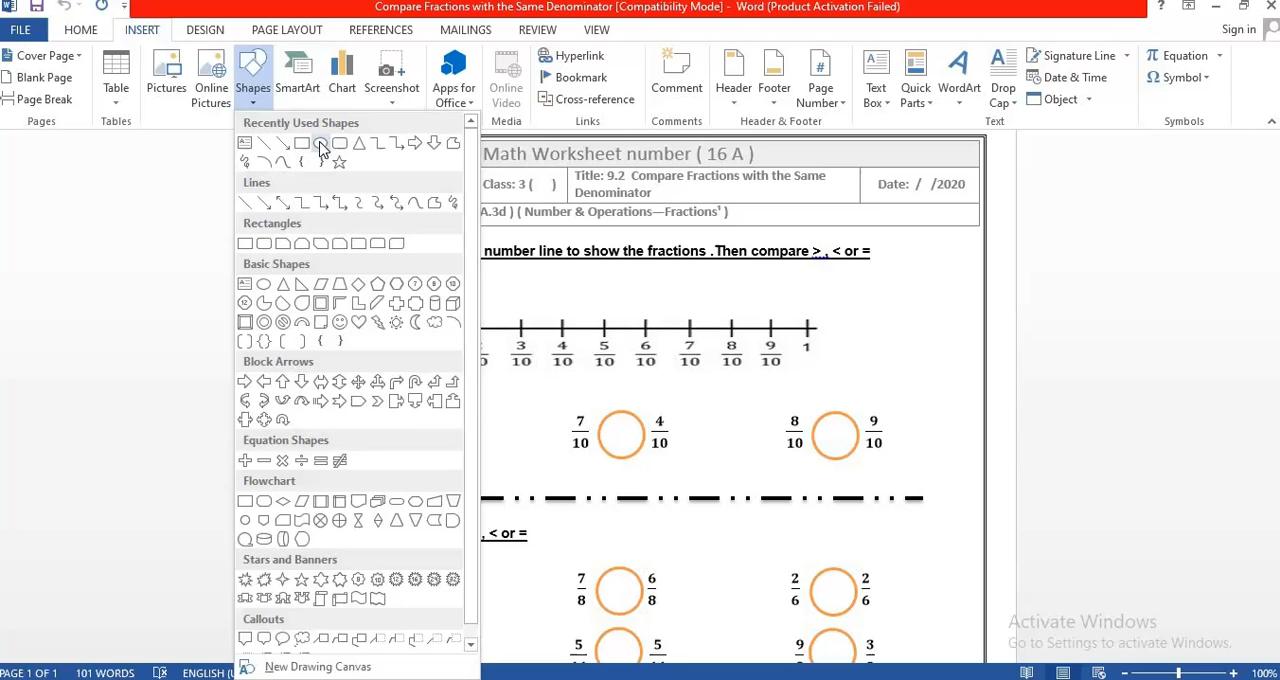 Compare Fractions with the Same Denominator [Compatibility Mode] - Word (Product Activation Failed)
FILE HOME INSERT DESIGN PAGE LAYOUT REFERENCES MAILINGS REVIEW VIEW Sign in
Cover Page
Blank Page
Page Break
Table
Pictures
Online Pictures
Shapes
SmartArt
Chart
Screenshot
Apps for Office
Online Video
Hyperlink
Bookmark
Cross-reference
Comment
Header
Footer
Page Number
Text Box
Quick Parts
WordArt
Drop Cap
Signature Line
Date & Time
Object
Equation
Symbol
Pages Tables Media Links Comments Header & Footer Text Symbols
Recently Used Shapes
Lines
Rectangles
Basic Shapes
Block Arrows
Equation Shapes
Flowchart
Stars and Banners
Callouts
New Drawing Canvas
Math Worksheet number ( 16 A )
Class: 3 ( )
Title: 9.2 Compare Fractions with the Same
Denominator
Date: / /2020
A.3d ) ( Number & Operations—Fractions¹ )
number line to show the fractions .Then compare > , < or =
3/10 4/10 5/10 6/10 7/10 8/10 9/10 1
7/10 4/10 8/10 9/10
, < or =
7/8 6/8 2/6 2/6
5 5 9 3
Activate Windows
Go to Settings to activate Windows.
PAGE 1 OF 1 101 WORDS ENGLISH (U 100%